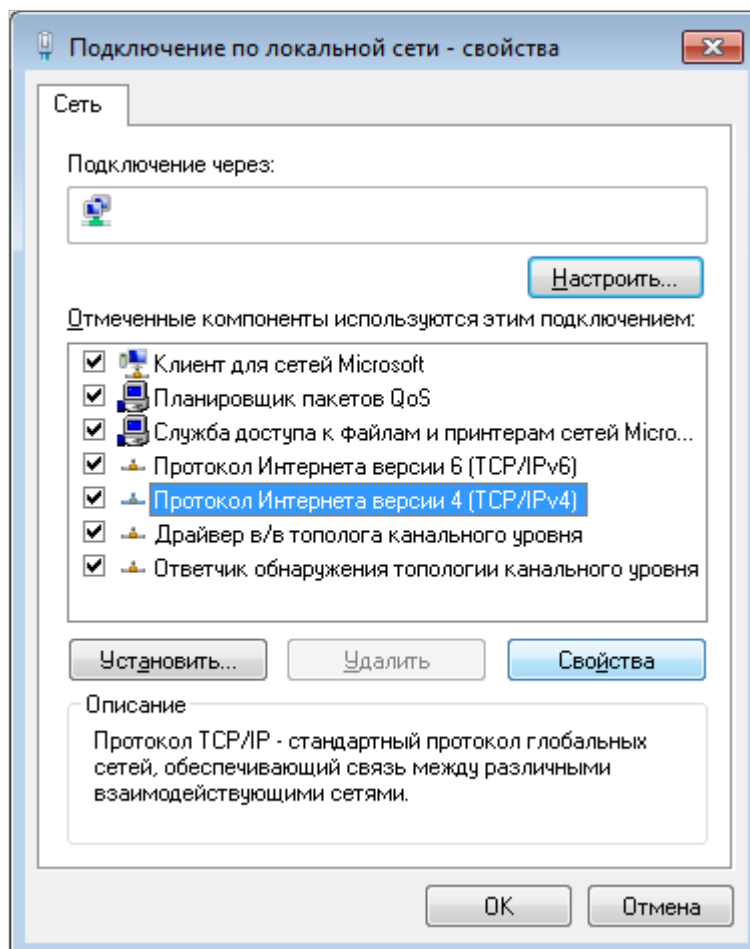 Подключение по локальной сети - свойства
Сеть
Подключение через:
Настроить...
Отмеченные компоненты используются этим подключением:
Клиент для сетей Microsoft
Планировщик пакетов QoS
Служба доступа к файлам и принтерам сетей Micro...
Протокол Интернета версии 6 (TCP/IPv6)
Протокол Интернета версии 4 (TCP/IPv4)
Драйвер в/в тополога канального уровня
Ответчик обнаружения топологии канального уровня
Установить... Удалить Свойства
Описание
Протокол TCP/IP - стандартный протокол глобальных
сетей, обеспечивающий связь между различными
взаимодействующими сетями.
OK Отмена